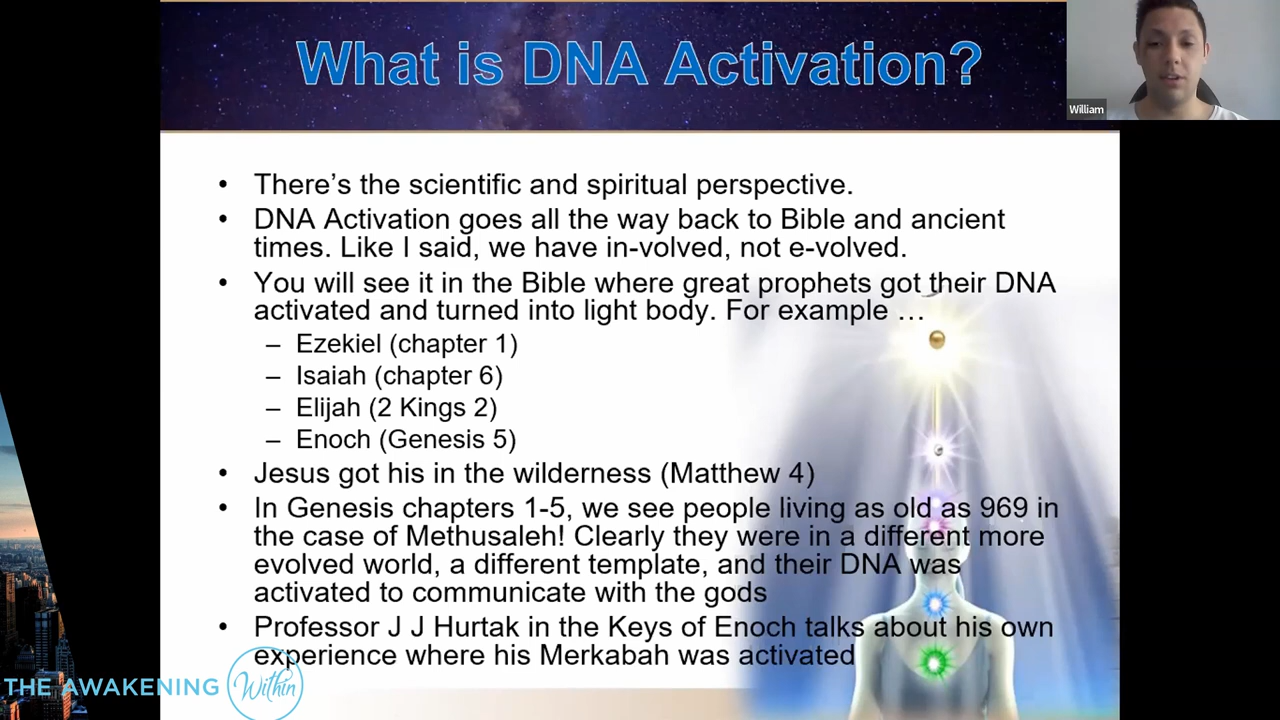 What is DNA Activation?
William
• There's the scientific and spiritual perspective.
• DNA Activation goes all the way back to Bible and ancient
times. Like I said, we have in-volved, not e-volved.
• You will see it in the Bible where great prophets got their DNA
activated and turned into light body. For example …
– Ezekiel (chapter 1)
– Isaiah (chapter 6)
– Elijah (2 Kings 2)
– Enoch (Genesis 5)
• Jesus got his in the wilderness (Matthew 4)
• In Genesis chapters 1-5, we see people living as old as 969 in
the case of Methusaleh! Clearly they were in a different more
evolved world, a different template, and their DNA was
activated to communicate with the gods
• Professor J J Hurtak in the Keys of Enoch talks about his own
experience where his Merkabah was activated
THE AWAKENING Within